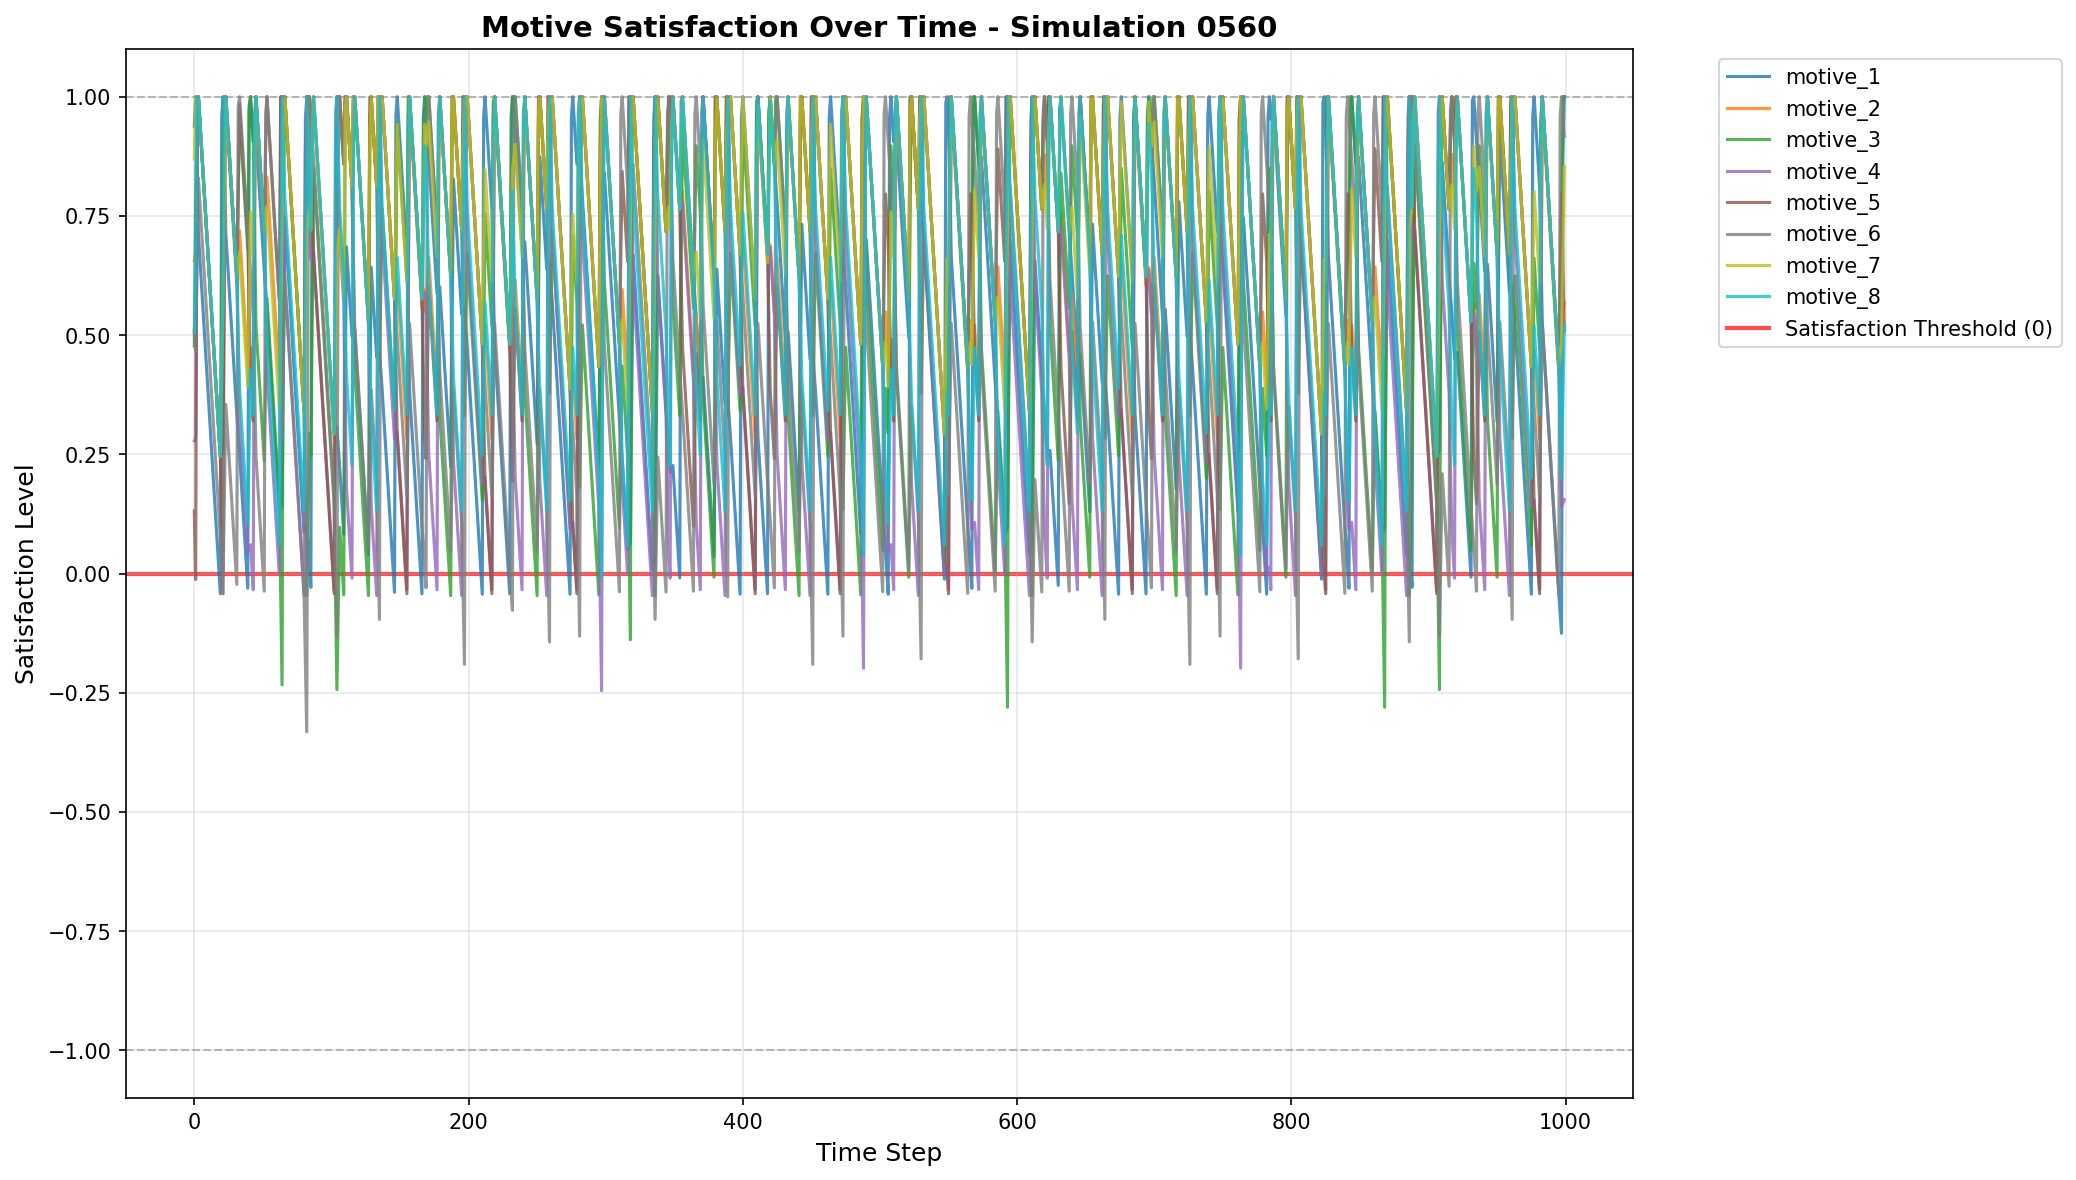 Motive Satisfaction Over Time - Simulation 0560
Satisfaction Level
1.00
0.75
0.50
0.25
0.00
−0.25
−0.50
−0.75
−1.00
0
200
400
600
800
1000
Time Step
motive_1
motive_2
motive_3
motive_4
motive_5
motive_6
motive_7
motive_8
Satisfaction Threshold (0)